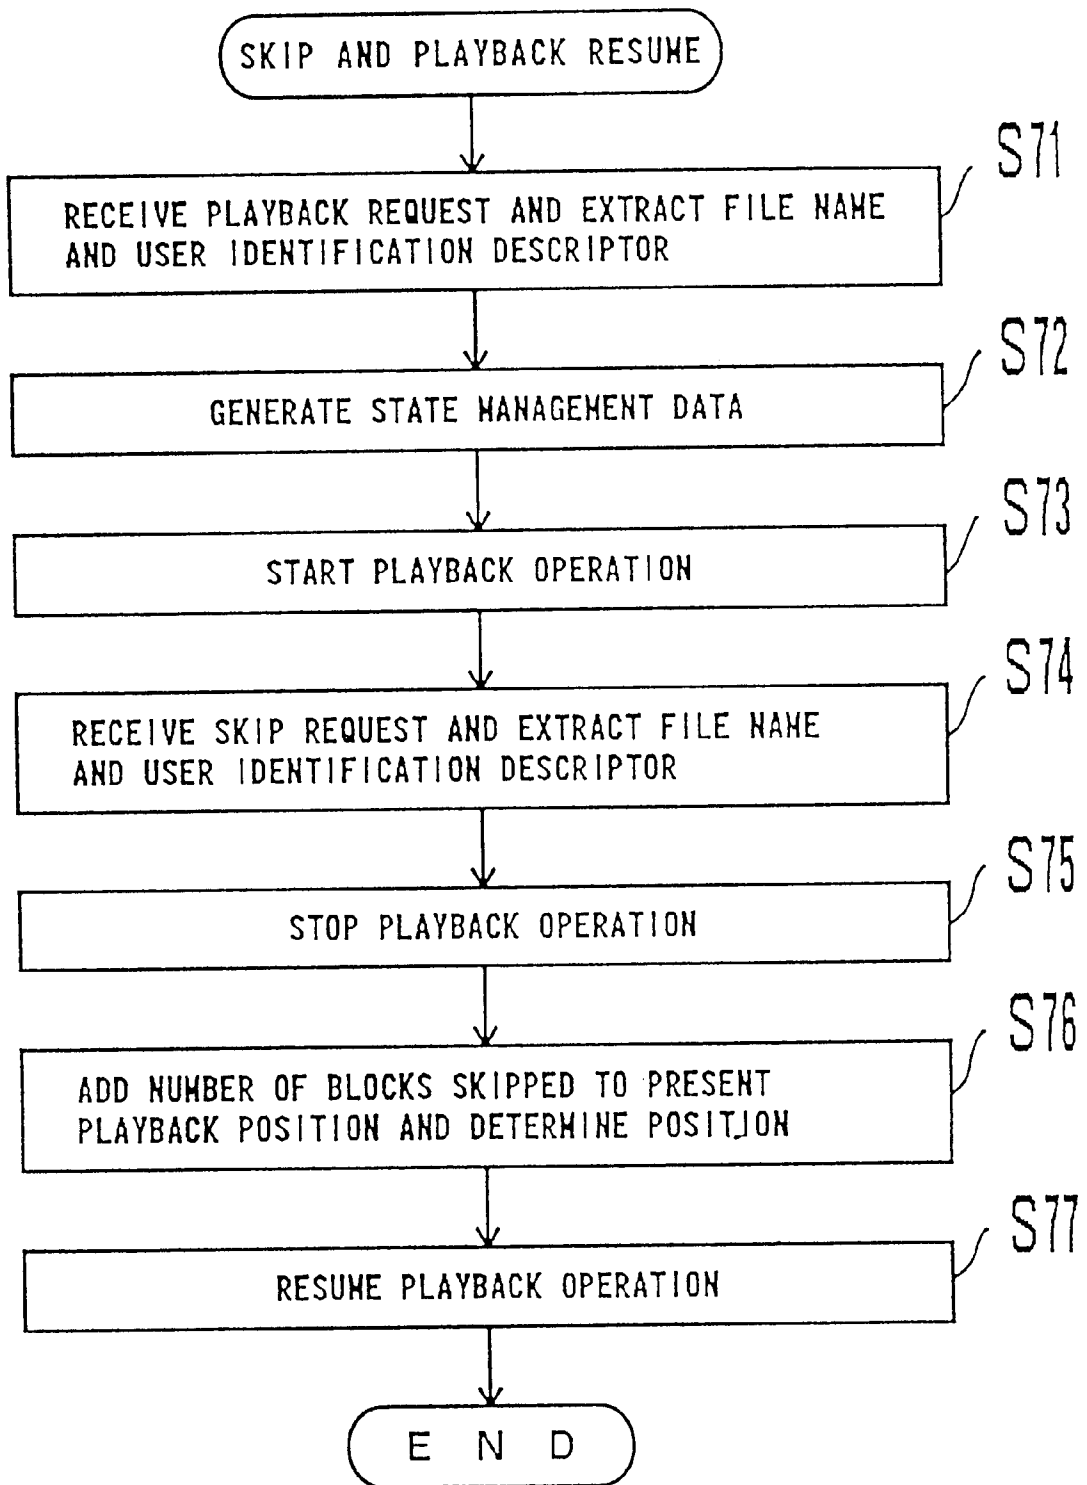 SKIP AND PLAYBACK RESUME
S71
RECEIVE PLAYBACK REQUEST AND EXTRACT FILE NAME
AND USER IDENTIFICATION DESCRIPTOR
S72
GENERATE STATE MANAGEMENT DATA
S73
START PLAYBACK OPERATION
S74
RECEIVE SKIP REQUEST AND EXTRACT FILE NAME
AND USER IDENTIFICATION DESCRIPTOR
S75
STOP PLAYBACK OPERATION
S76
ADD NUMBER OF BLOCKS SKIPPED TO PRESENT
PLAYBACK POSITION AND DETERMINE POSITION
S77
RESUME PLAYBACK OPERATION
END